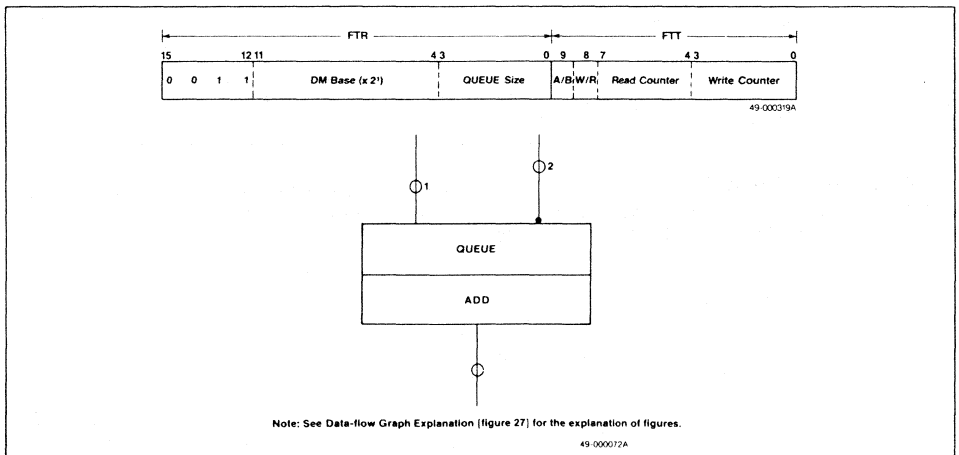 FTR FTT
15 12 11 4 3 0 9 8 7 4 3 0
0 0 1 1 DM Base (x 2¹) QUEUE Size A/B W/R Read Counter Write Counter
49-000319A
2
1
QUEUE
ADD
Note: See Data-flow Graph Explanation (figure 27) for the explanation of figures.
49-000072A